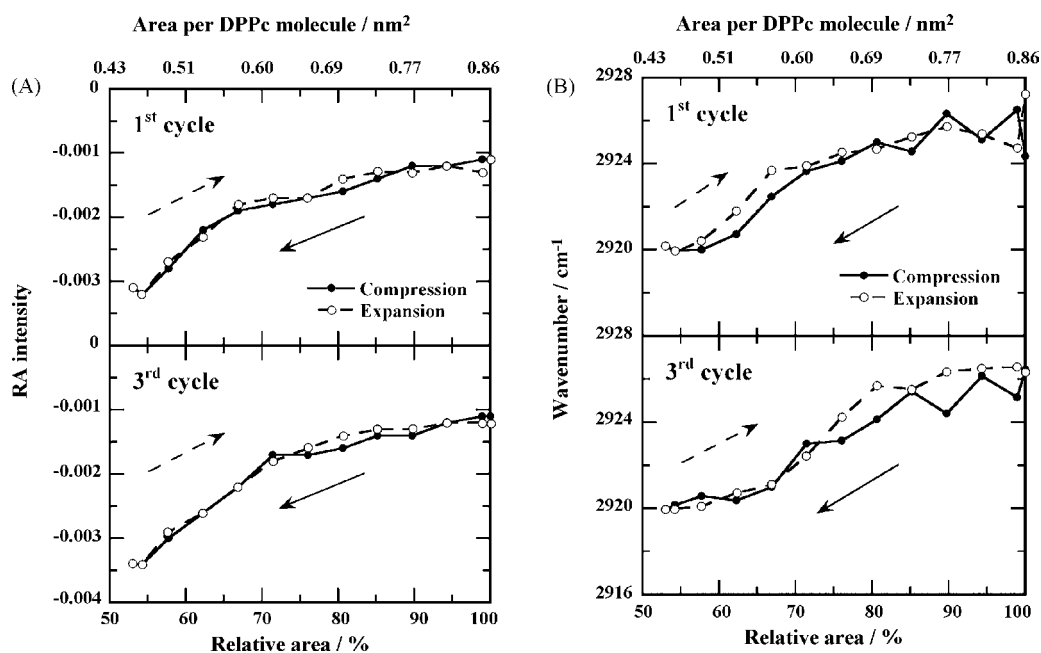 Area per DPPc molecule / nm²
0.43 0.51 0.60 0.69 0.77 0.86
(A)
0
1st cycle
-0.001
-0.002
-0.003
Compression
Expansion
0
RA intensity
3rd cycle
-0.001
-0.002
-0.003
-0.004
50 60 70 80 90 100
Relative area / %
Area per DPPc molecule / nm²
0.43 0.51 0.60 0.69 0.77 0.86
(B)
2928
1st cycle
2924
2920
Compression
Expansion
2928
Wavenumber / cm⁻¹
3rd cycle
2924
2920
2916
50 60 70 80 90 100
Relative area / %